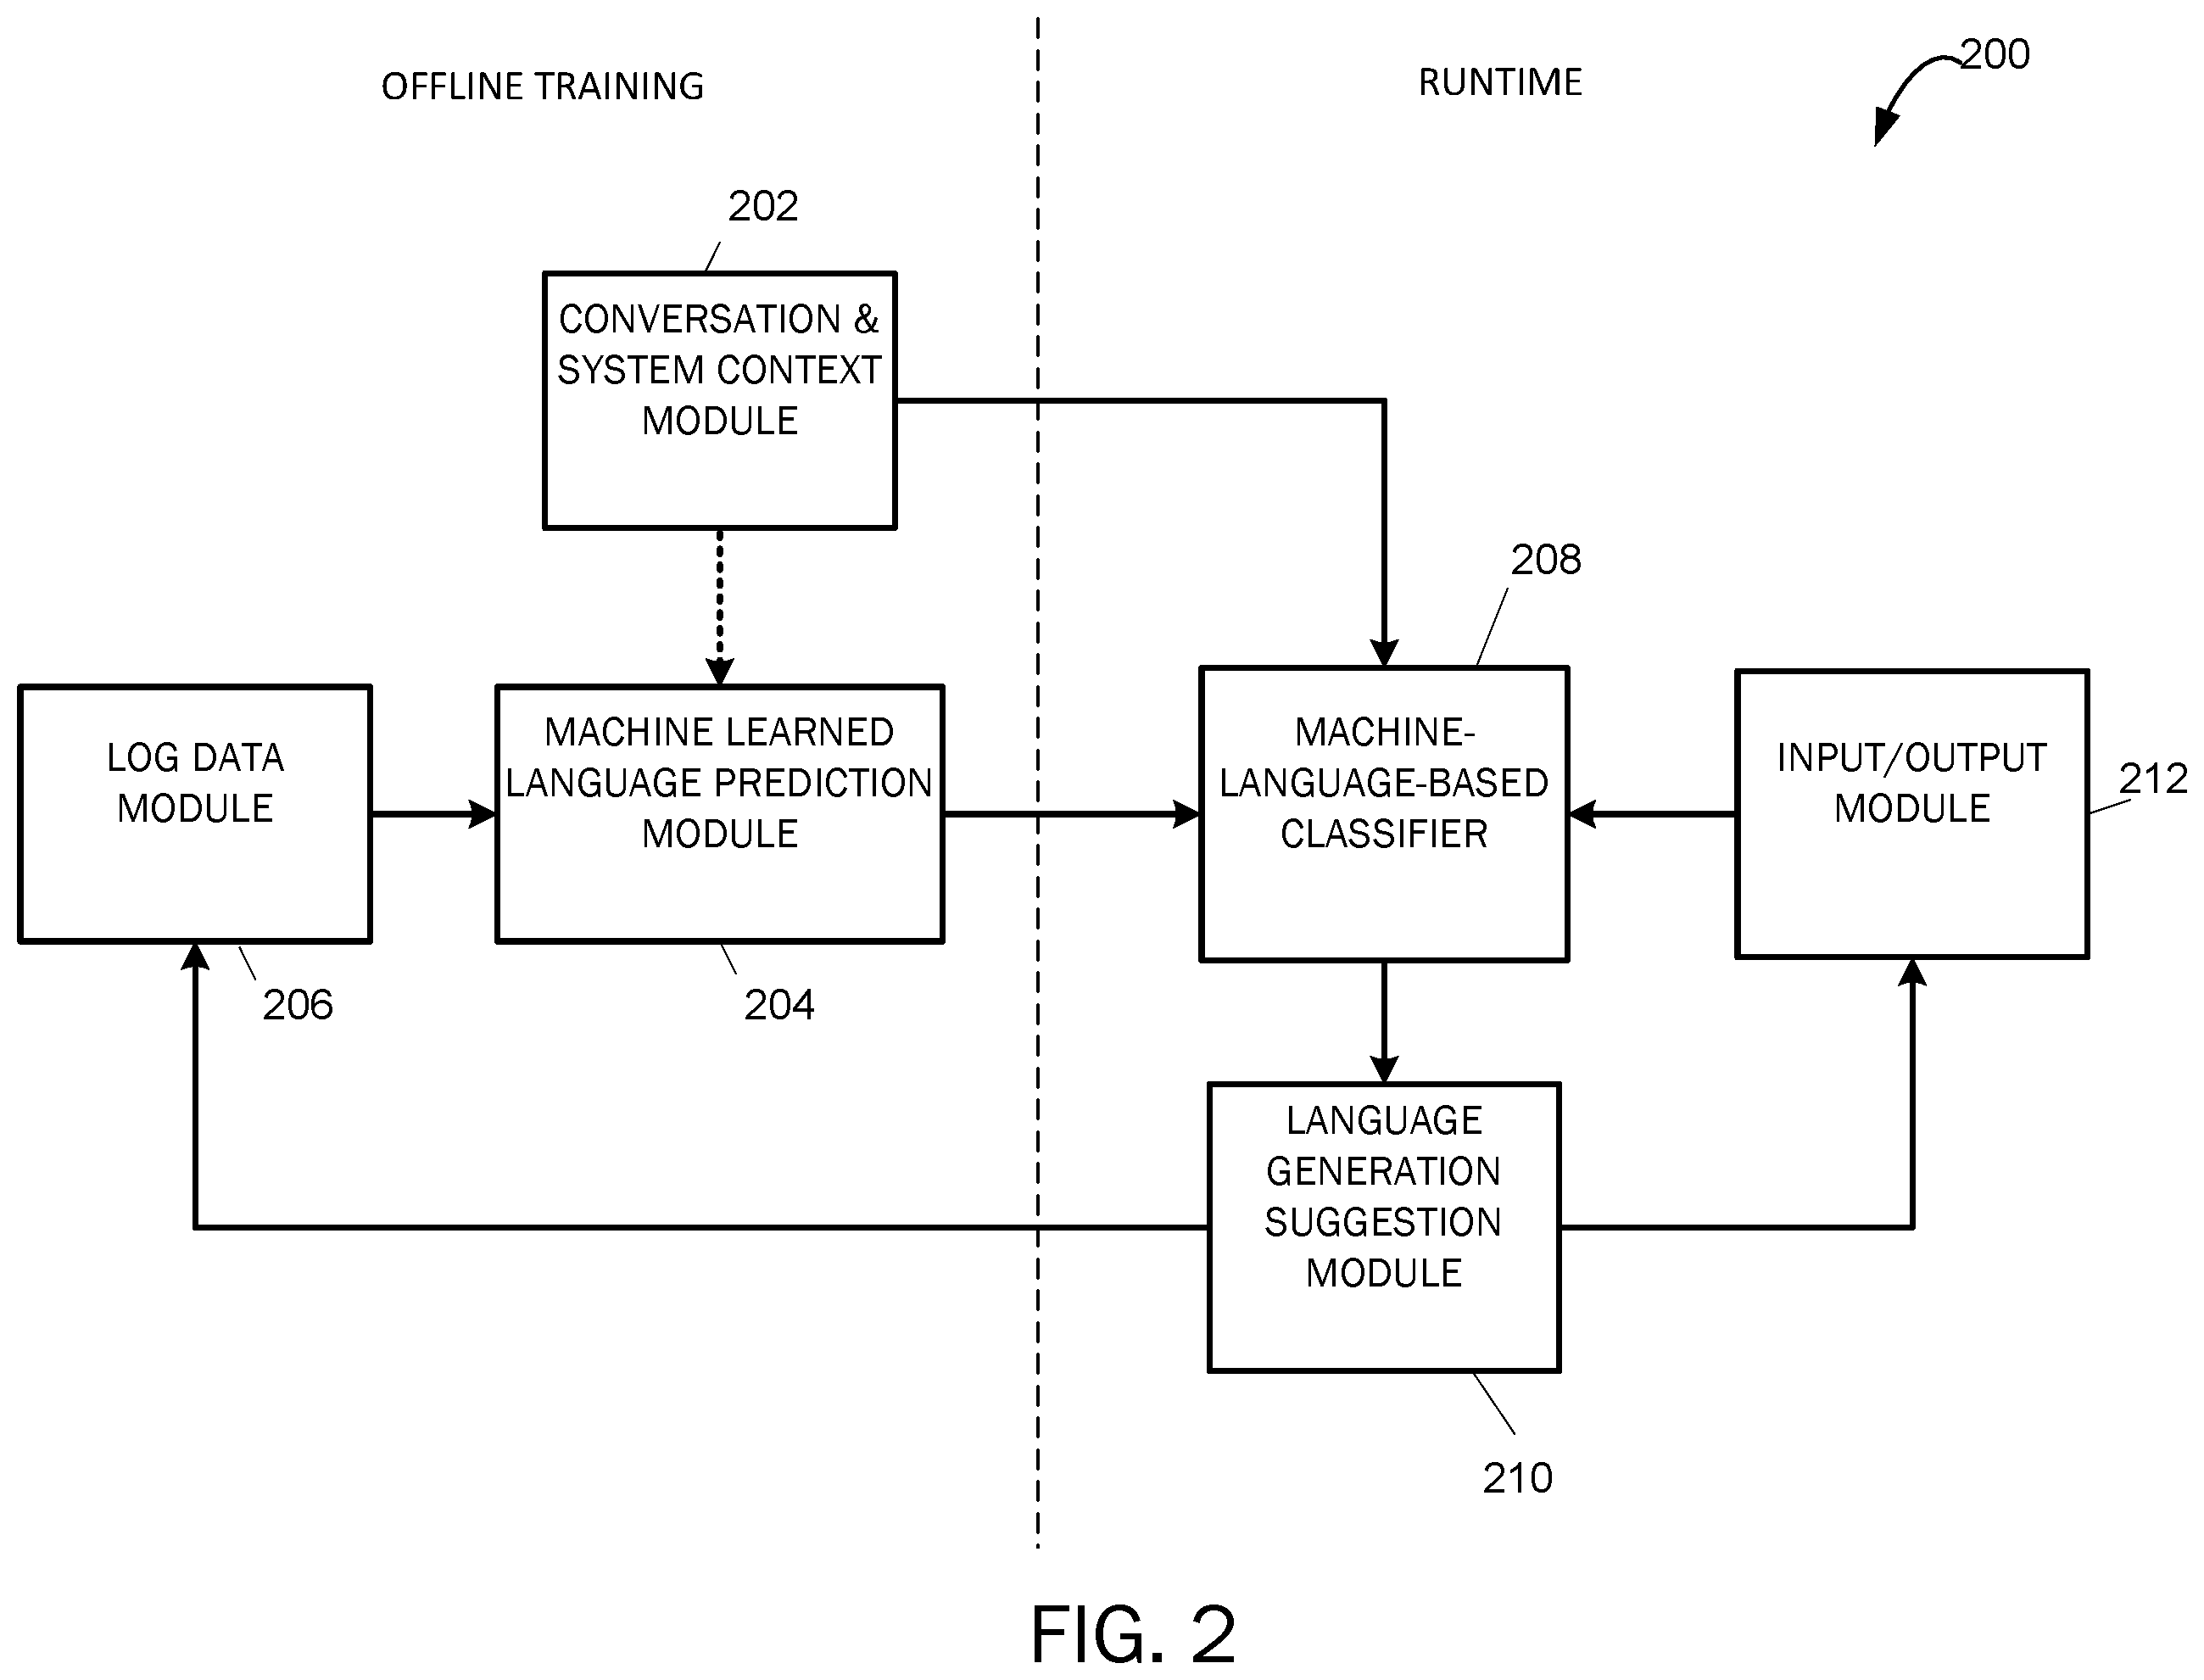 OFFLINE TRAINING
RUNTIME
200
202
CONVERSATION &
SYSTEM CONTEXT
MODULE
208
LOG DATA
MODULE
206
MACHINE LEARNED
LANGUAGE PREDICTION
MODULE
204
MACHINE-
LANGUAGE-BASED
CLASSIFIER
INPUT/OUTPUT
MODULE
212
LANGUAGE
GENERATION
SUGGESTION
MODULE
210
FIG. 2